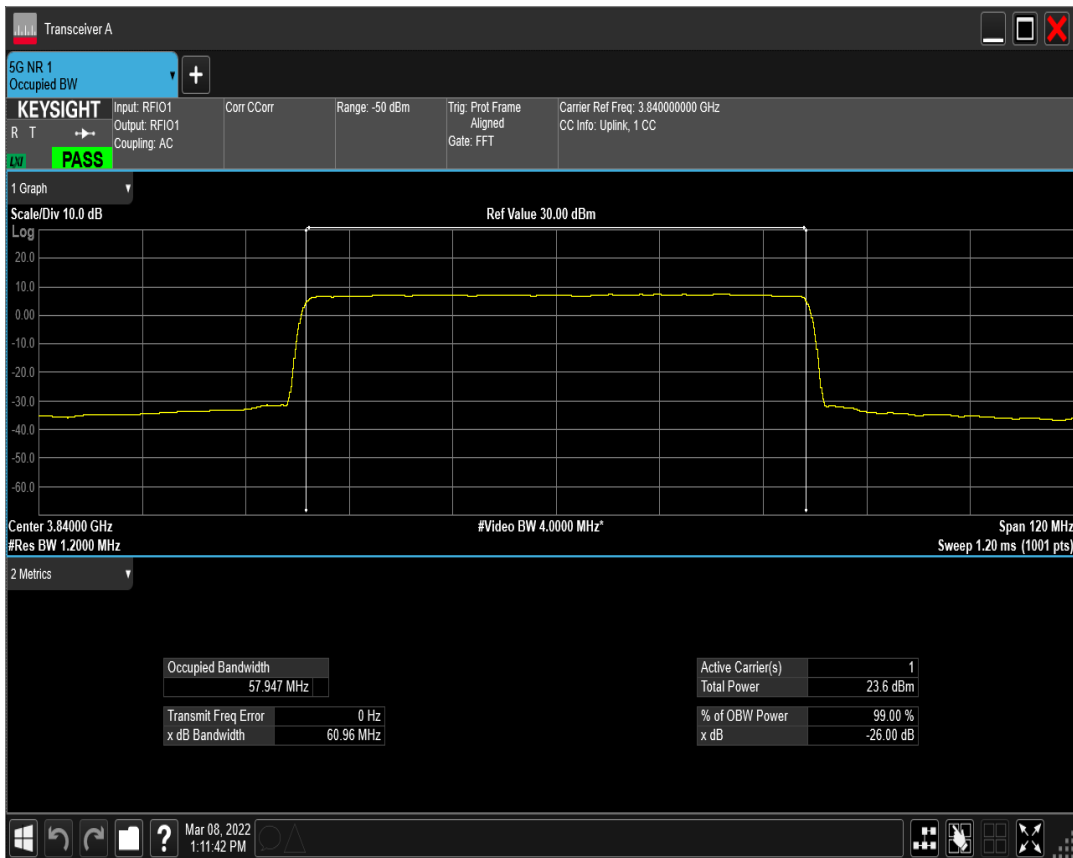 Transceiver A
5G NR 1
Occupied BW
+
KEYSIGHT
R T
LXI
PASS
Input: RFIO1
Output: RFIO1
Coupling: AC
Corr CCorr
Range: -50 dBm
Trig: Prot Frame
Aligned
Gate: FFT
Carrier Ref Freq: 3.840000000 GHz
CC Info: Uplink, 1 CC
1 Graph
Scale/Div 10.0 dB
Ref Value 30.00 dBm
Log
20.0
10.0
0.00
-10.0
-20.0
-30.0
-40.0
-50.0
-60.0
Center 3.84000 GHz
#Video BW 4.0000 MHz*
Span 120 MHz
#Res BW 1.2000 MHz
Sweep 1.20 ms (1001 pts)
2 Metrics
Occupied Bandwidth
57.947 MHz
Transmit Freq Error 0 Hz
x dB Bandwidth 60.96 MHz
Active Carrier(s) 1
Total Power 23.6 dBm
% of OBW Power 99.00 %
x dB -26.00 dB
?
Mar 08, 2022
1:11:42 PM